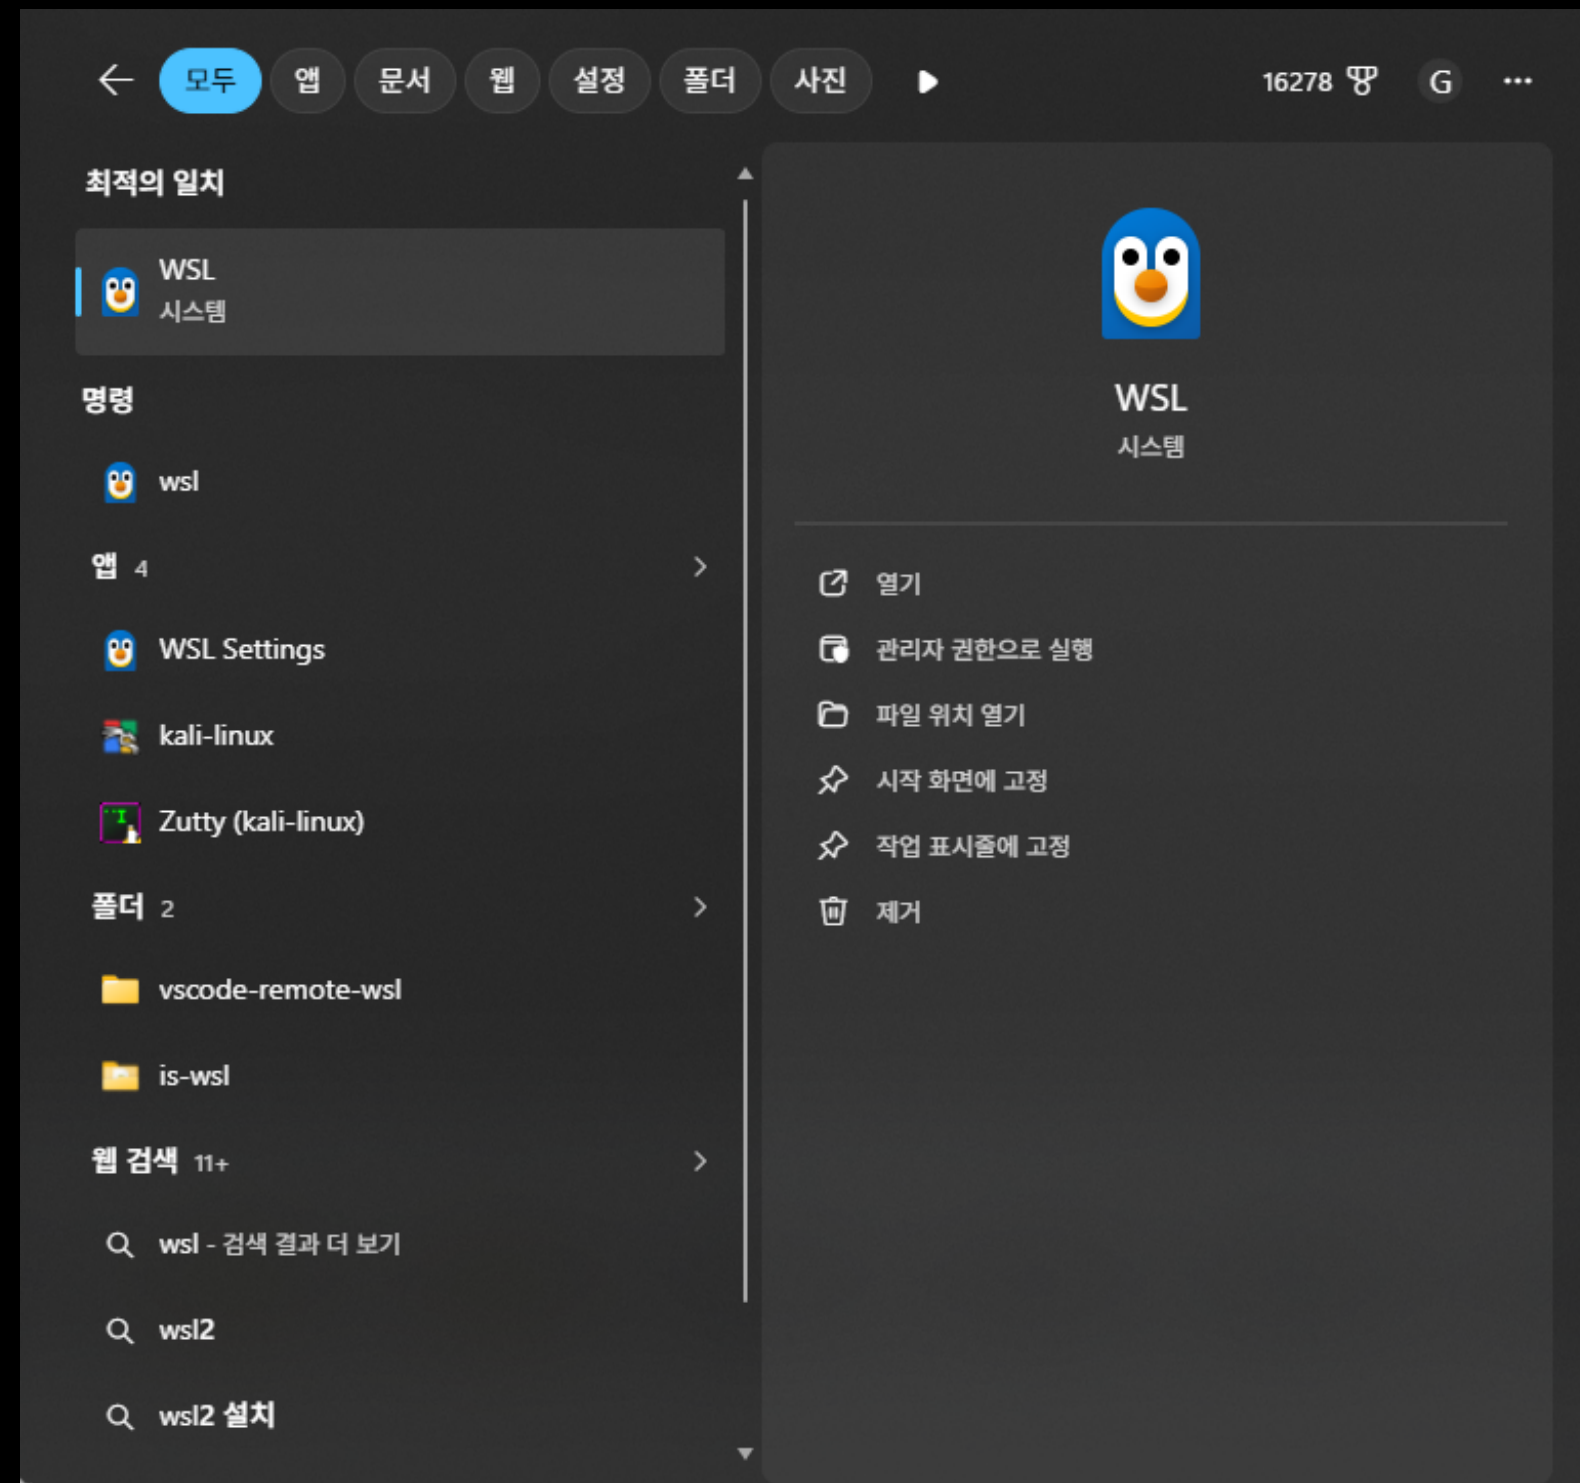 모두 앱 문서 웹 설정 폴더 사진 16278 G
최적의 일치
WSL
시스템
명령
wsl
앱 4
WSL Settings
kali-linux
Zutty (kali-linux)
폴더 2
vscode-remote-wsl
is-wsl
웹 검색 11+
wsl - 검색 결과 더 보기
wsl2
wsl2 설치
WSL
시스템
열기
관리자 권한으로 실행
파일 위치 열기
시작 화면에 고정
작업 표시줄에 고정
제거